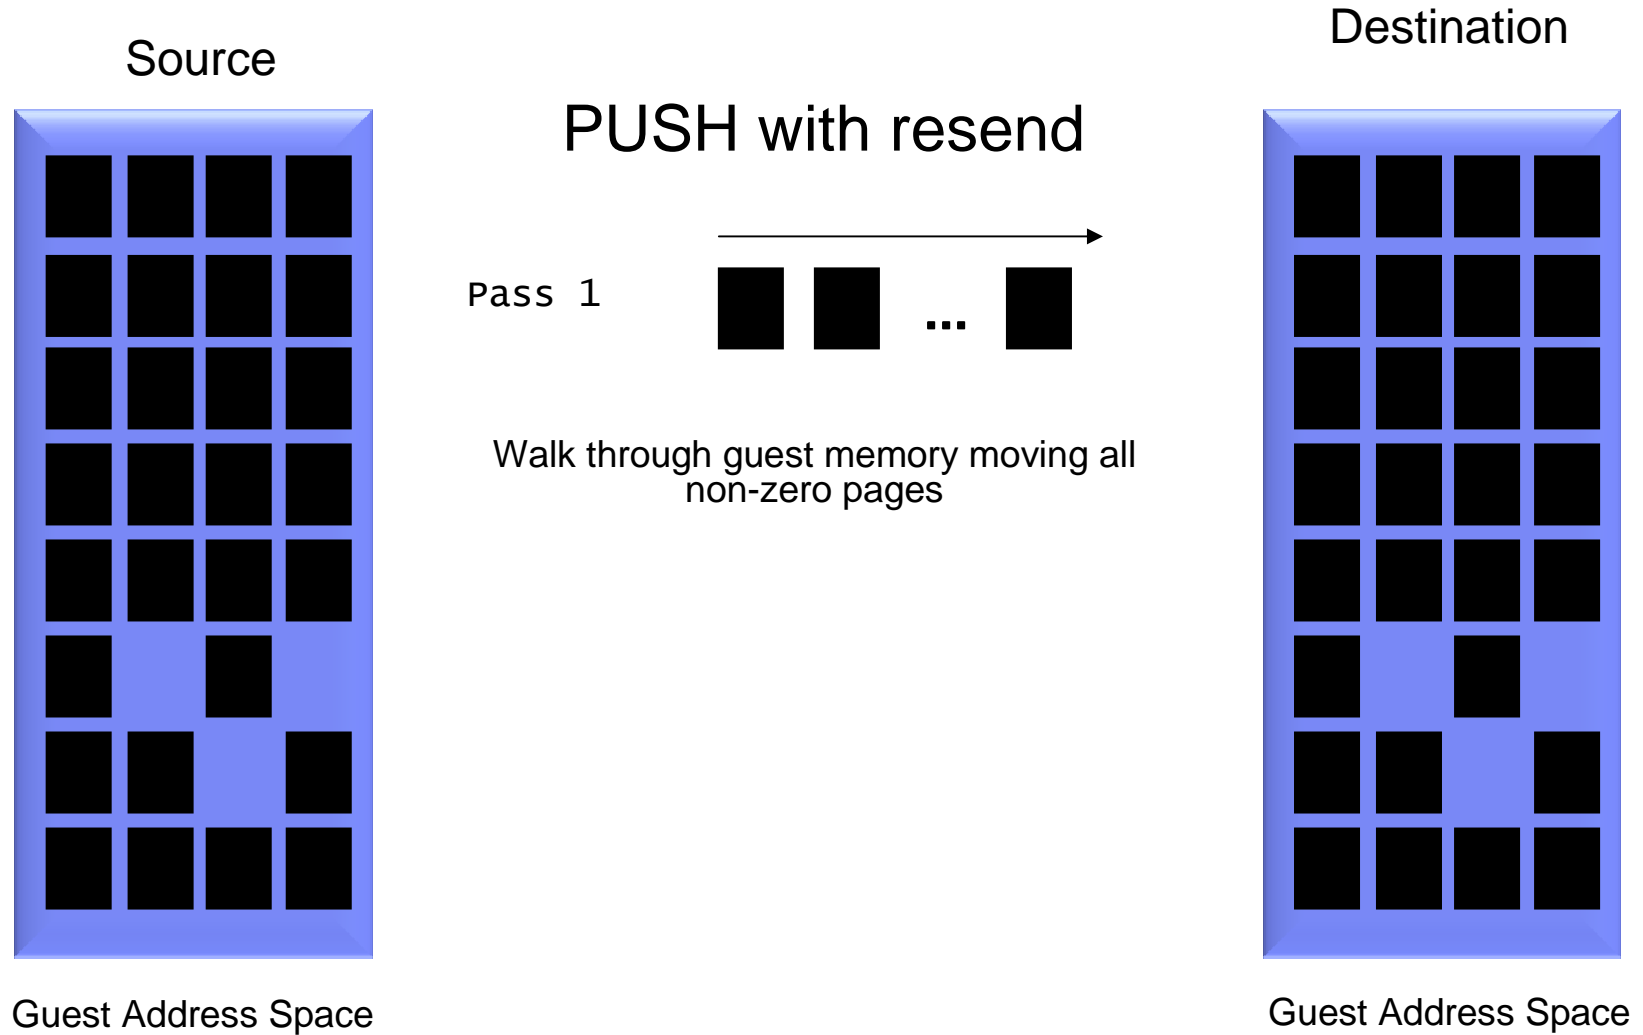 Source
Destination
PUSH with resend
Pass 1
...
Walk through guest memory moving all
non-zero pages
Guest Address Space
Guest Address Space